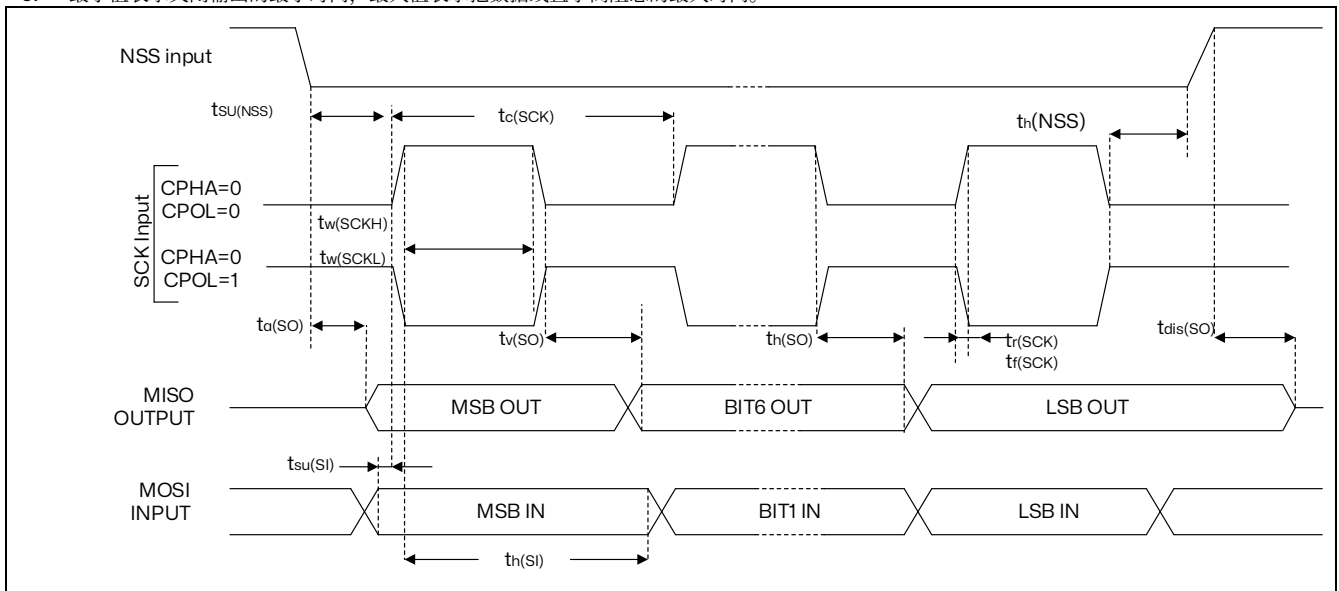 NSS input
tSU(NSS)
tc(SCK)
th(NSS)
SCK Input
CPHA=0
CPOL=0
tw(SCKH)
CPHA=0
CPOL=1
tw(SCKL)
ta(SO)
tv(SO)
th(SO)
tr(SCK)
tf(SCK)
tdis(SO)
MISO
OUTPUT
MSB OUT
BIT6 OUT
LSB OUT
tsu(SI)
MOSI
INPUT
MSB IN
BIT1 IN
LSB IN
th(SI)